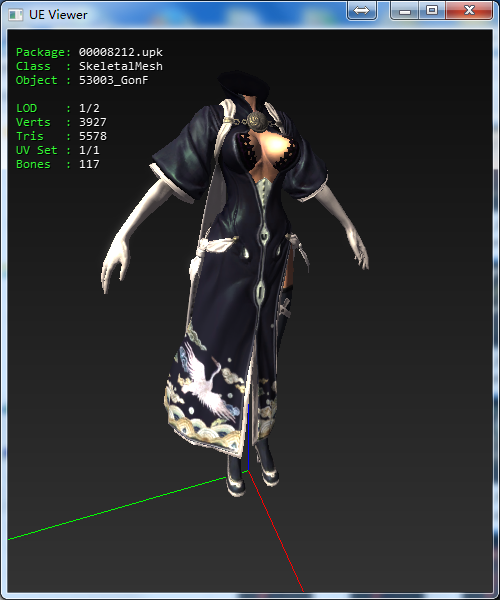 UE Viewer
Package: 00008212.upk
Class : SkeletalMesh
Object : 53003_GonF
LOD : 1/2
Verts : 3927
Tris : 5578
UV Set : 1/1
Bones : 117